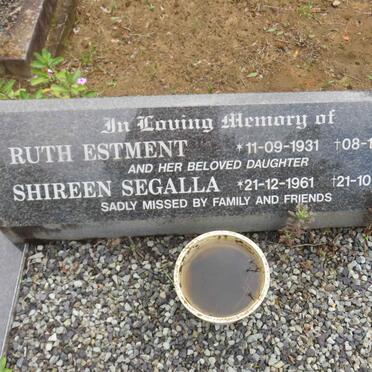 In Loving Memory of
RUTH ESTMENT *11-09-1931 †08-1
AND HER BELOVED DAUGHTER
SHIREEN SEGALLA *21-12-1961 †21-10
SADLY MISSED BY FAMILY AND FRIENDS